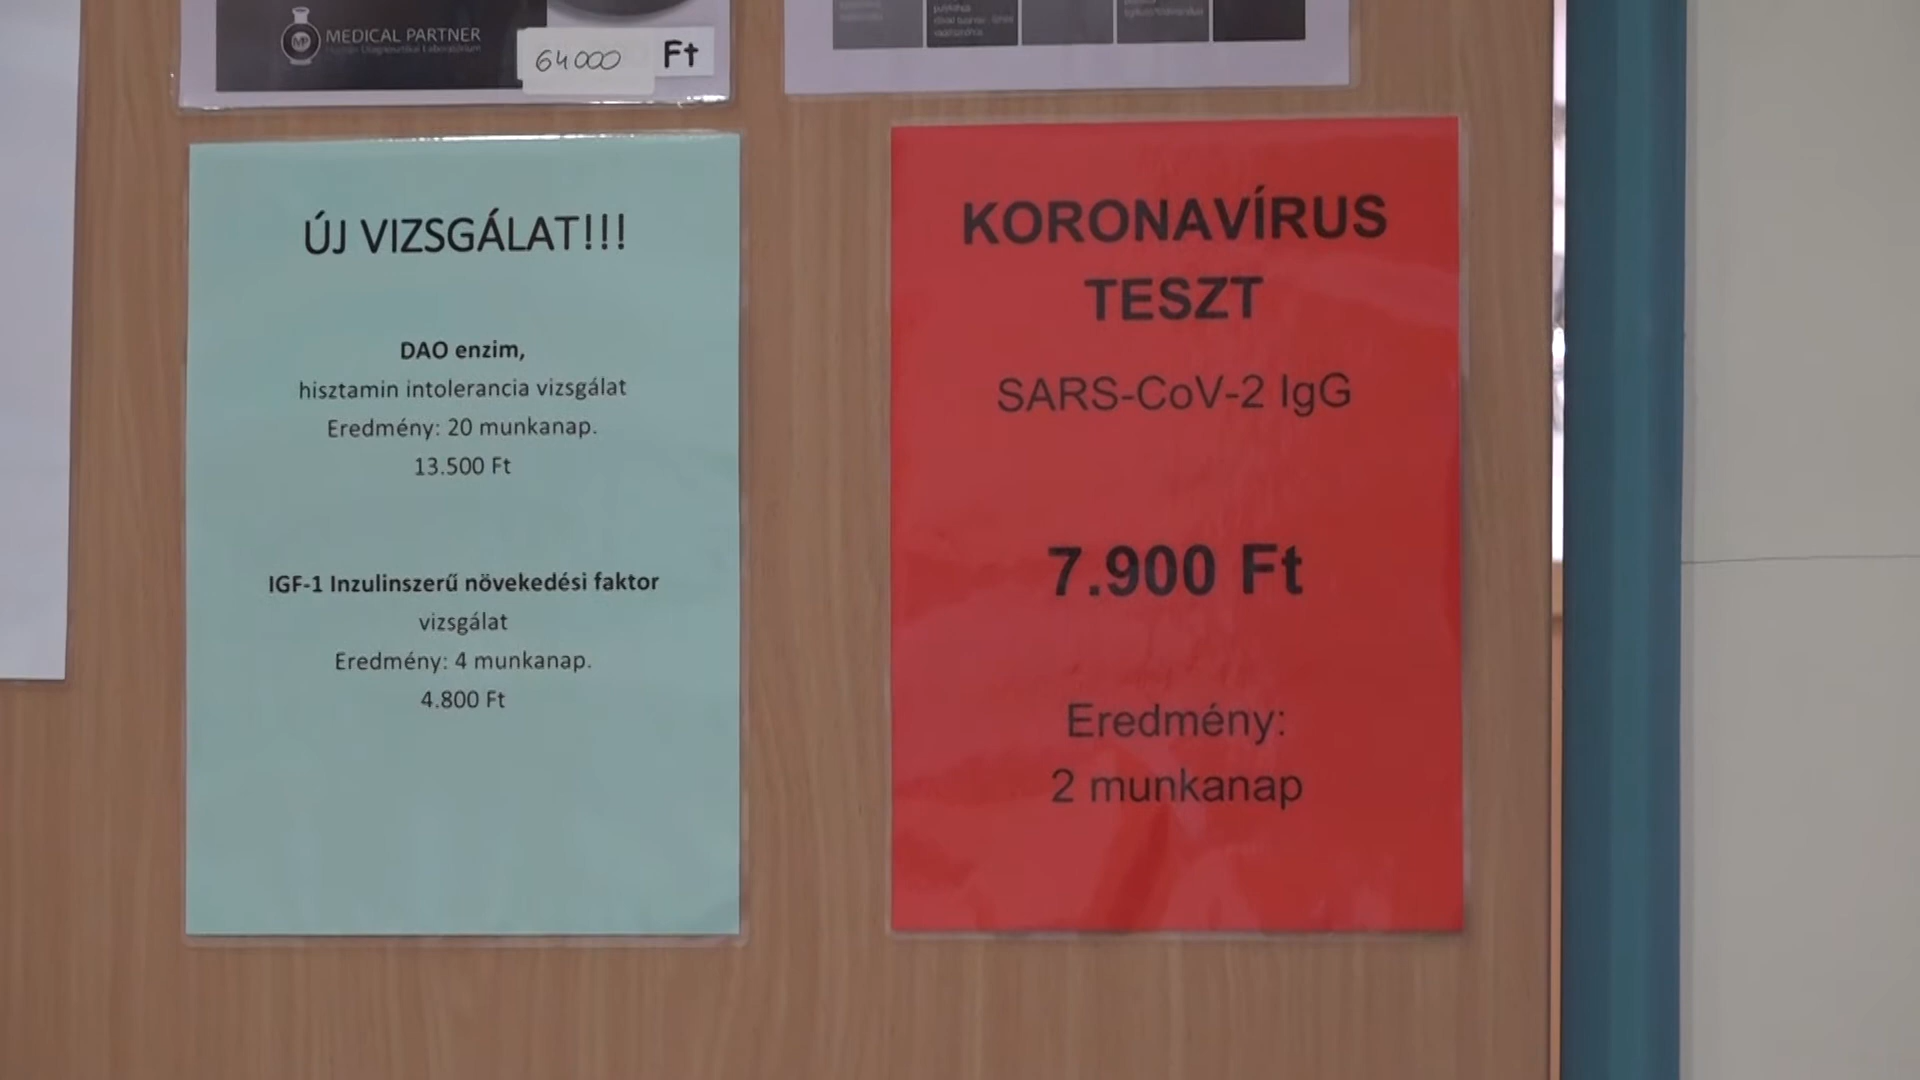 MEDICAL PARTNER
64000 Ft
ÚJ VIZSGÁLAT!!!
DAO enzim,
hisztamin intolerancia vizsgálat
Eredmény: 20 munkanap.
13.500 Ft
IGF-1 Inzulinszerű növekedési faktor
vizsgálat
Eredmény: 4 munkanap.
4.800 Ft
KORONAVÍRUS
TESZT
SARS-CoV-2 IgG
7.900 Ft
Eredmény:
2 munkanap